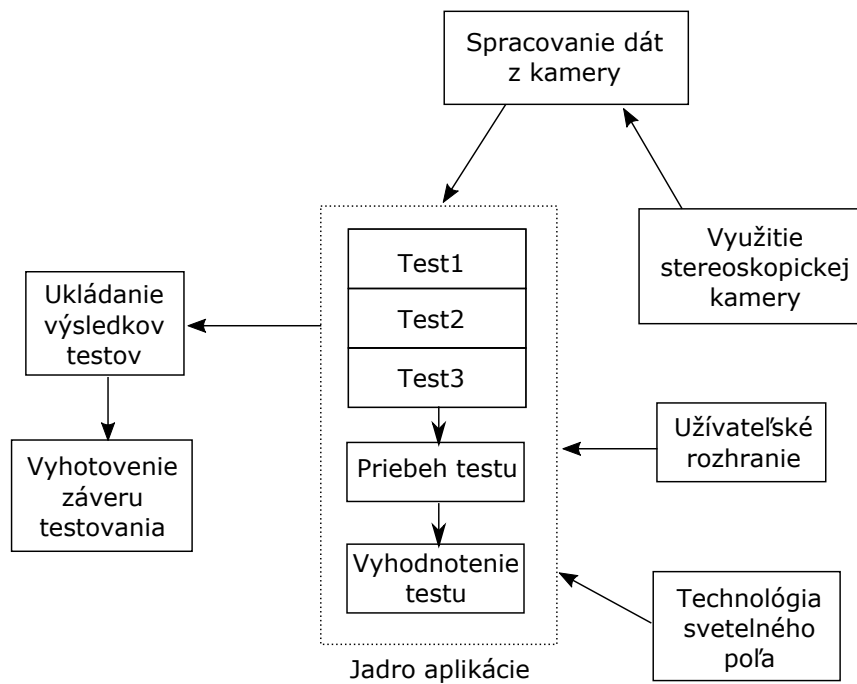 Spracovanie dát
z kamery
Využitie
stereoskopickej
kamery
Test1
Test2
Test3
Ukládanie
výsledkov
testov
Užívateľské
rozhranie
Priebeh testu
Vyhotovenie
záveru
testovania
Vyhodnotenie
testu
Technológia
svetelného
poľa
Jadro aplikácie